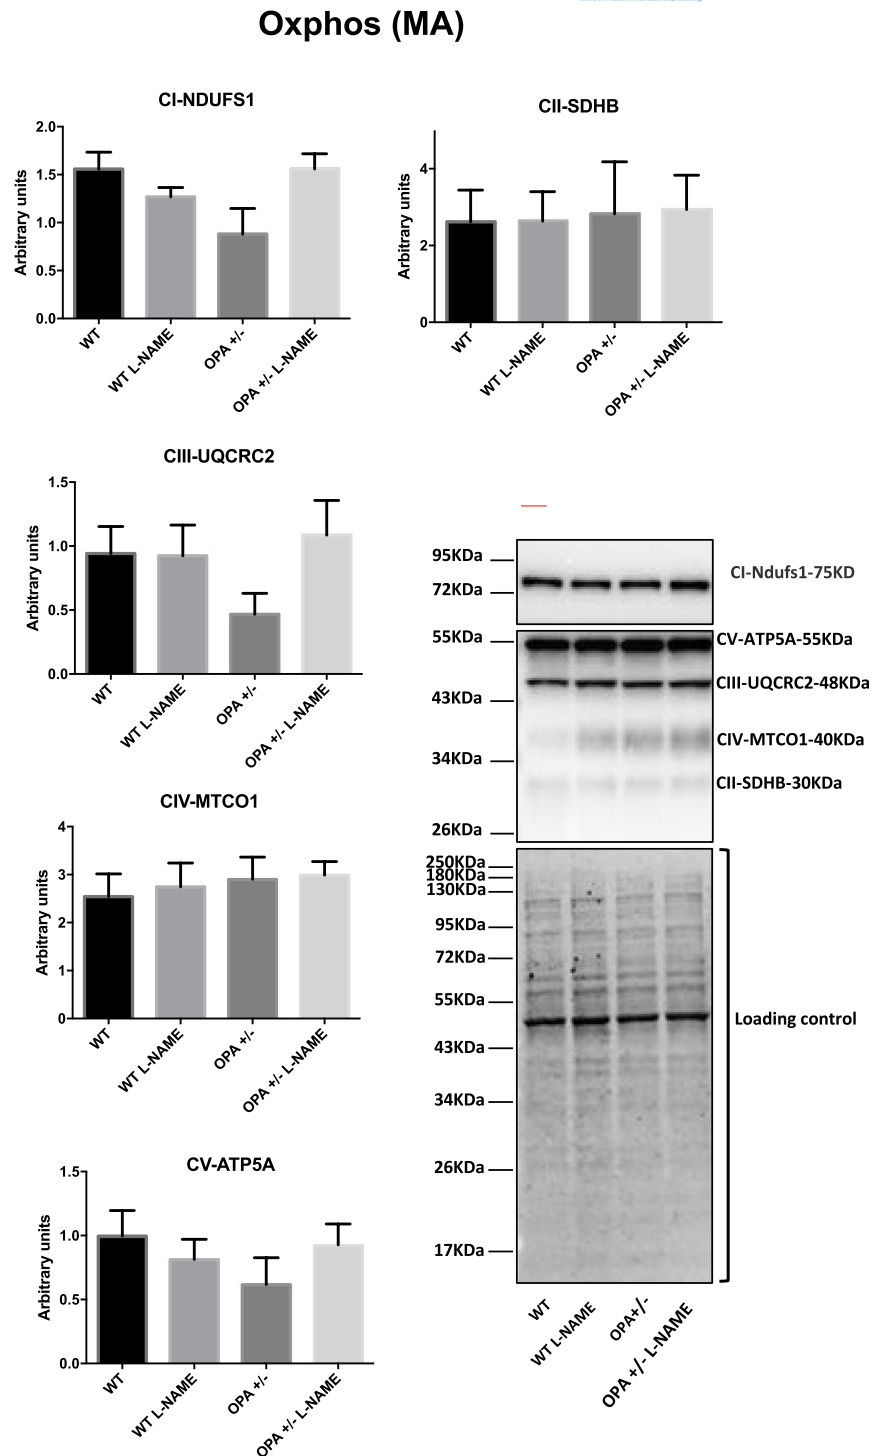 Oxphos (MA)
CI-NDUFS1
Arbitrary units
2.0
1.5
1.0
0.5
0.0
WT
WT L-NAME
OPA +/-
OPA +/- L-NAME
CII-SDHB
Arbitrary units
4
2
0
WT
WT L-NAME
OPA +/-
OPA +/- L-NAME
CIII-UQCRC2
Arbitrary units
1.5
1.0
0.5
0.0
WT
WT L-NAME
OPA +/-
OPA +/- L-NAME
CIV-MTCO1
Arbitrary units
4
3
2
1
0
WT
WT L-NAME
OPA +/-
OPA +/- L-NAME
CV-ATP5A
Arbitrary units
1.5
1.0
0.5
0.0
WT
WT L-NAME
OPA +/-
OPA +/- L-NAME
95KDa
72KDa
CI-Ndufs1-75KD
55KDa
43KDa
34KDa
26KDa
CV-ATP5A-55KDa
CIII-UQCRC2-48KDa
CIV-MTCO1-40KDa
CII-SDHB-30KDa
250KDa
180KDa
130KDa
95KDa
72KDa
55KDa
43KDa
34KDa
26KDa
17KDa
Loading control
WT
WT L-NAME
OPA+/-
OPA +/- L-NAME